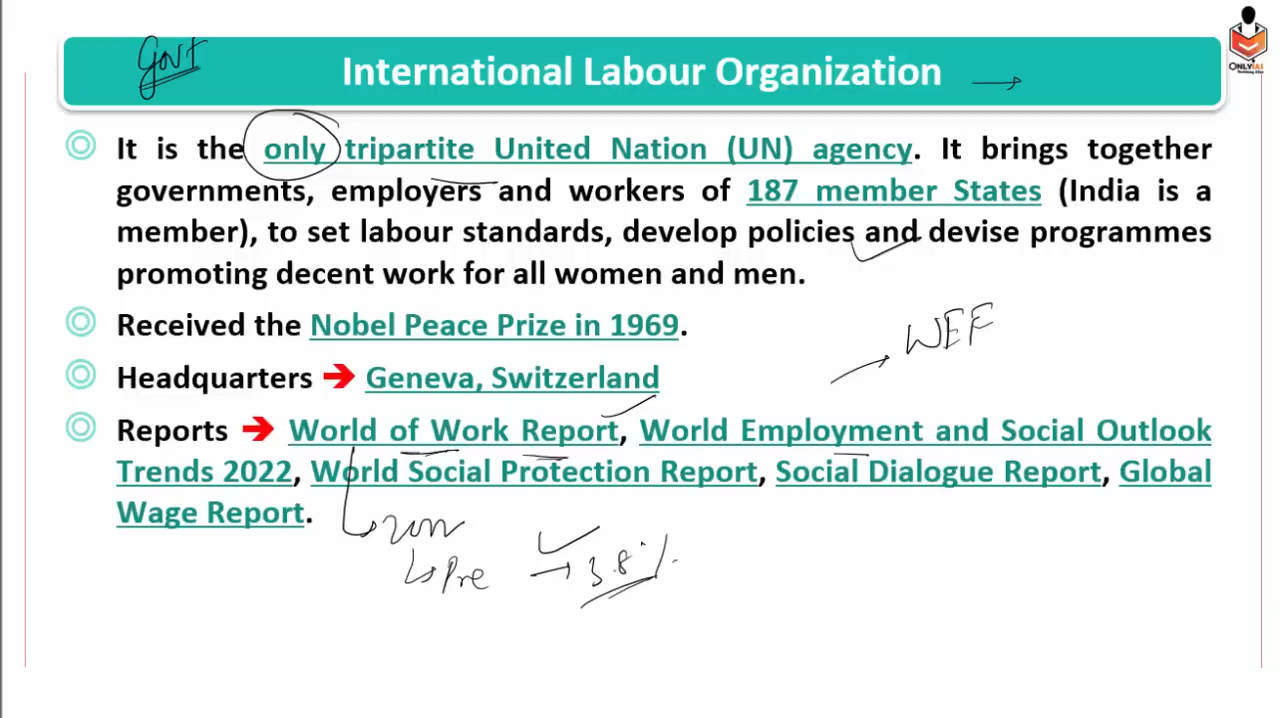 Govt
International Labour Organization
ONLYIAS
It is the only tripartite United Nation (UN) agency. It brings together
governments, employers and workers of 187 member States (India is a
member), to set labour standards, develop policies and devise programmes
promoting decent work for all women and men.
Received the Nobel Peace Prize in 1969.
WEF
Headquarters → Geneva, Switzerland
Reports → World of Work Report, World Employment and Social Outlook
Trends 2022, World Social Protection Report, Social Dialogue Report, Global
Wage Report.
Pre → 3.8%